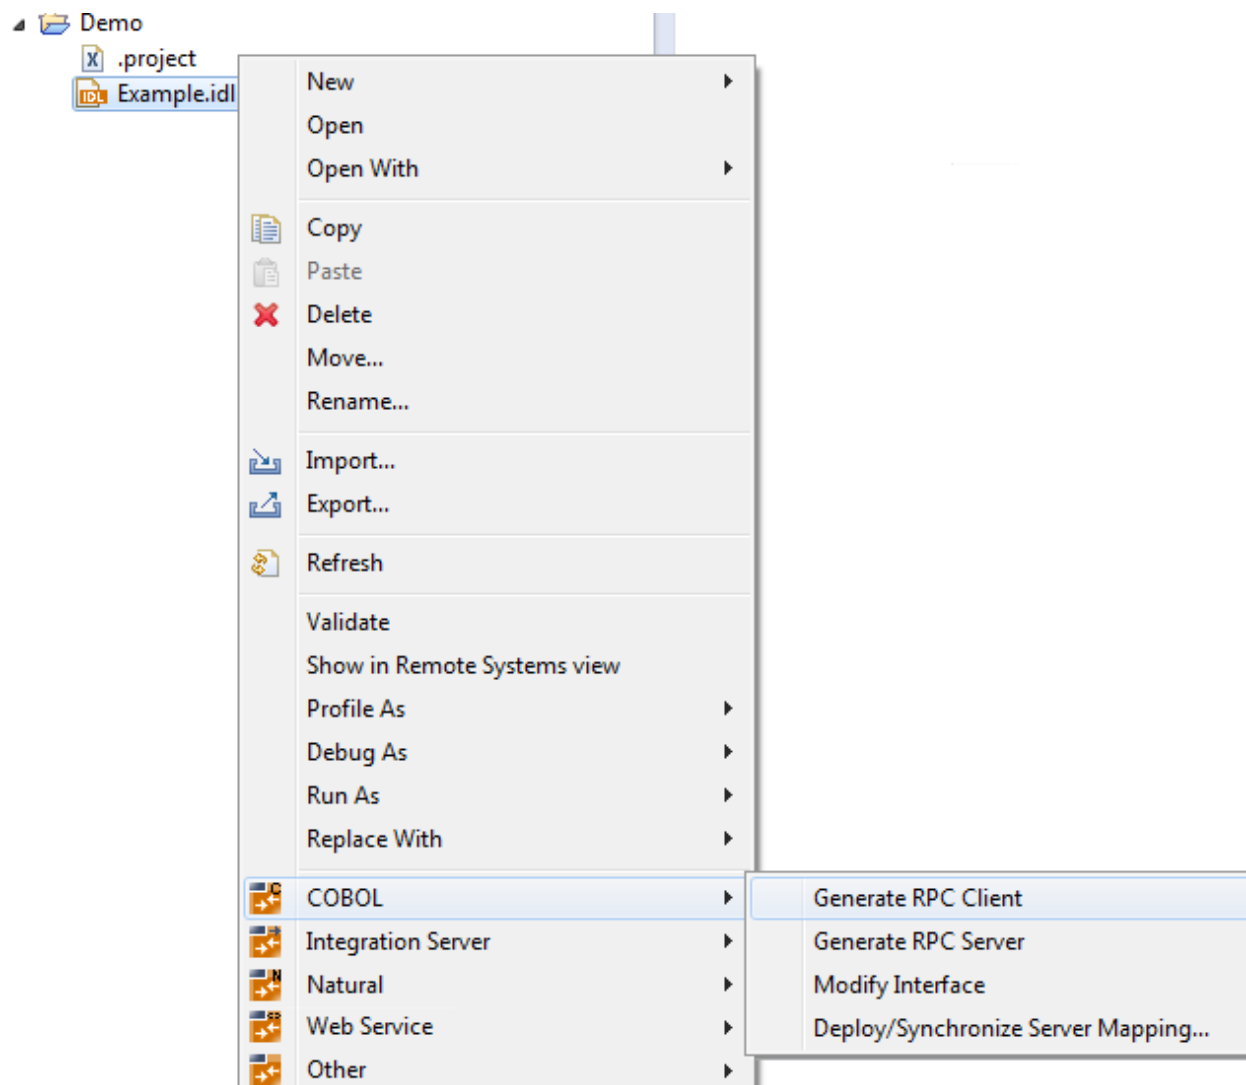 Demo
.project
Example.idl
New
Open
Open With
Copy
Paste
Delete
Move...
Rename...
Import...
Export...
Refresh
Validate
Show in Remote Systems view
Profile As
Debug As
Run As
Replace With
COBOL
Integration Server
Natural
Web Service
Other
Generate RPC Client
Generate RPC Server
Modify Interface
Deploy/Synchronize Server Mapping...